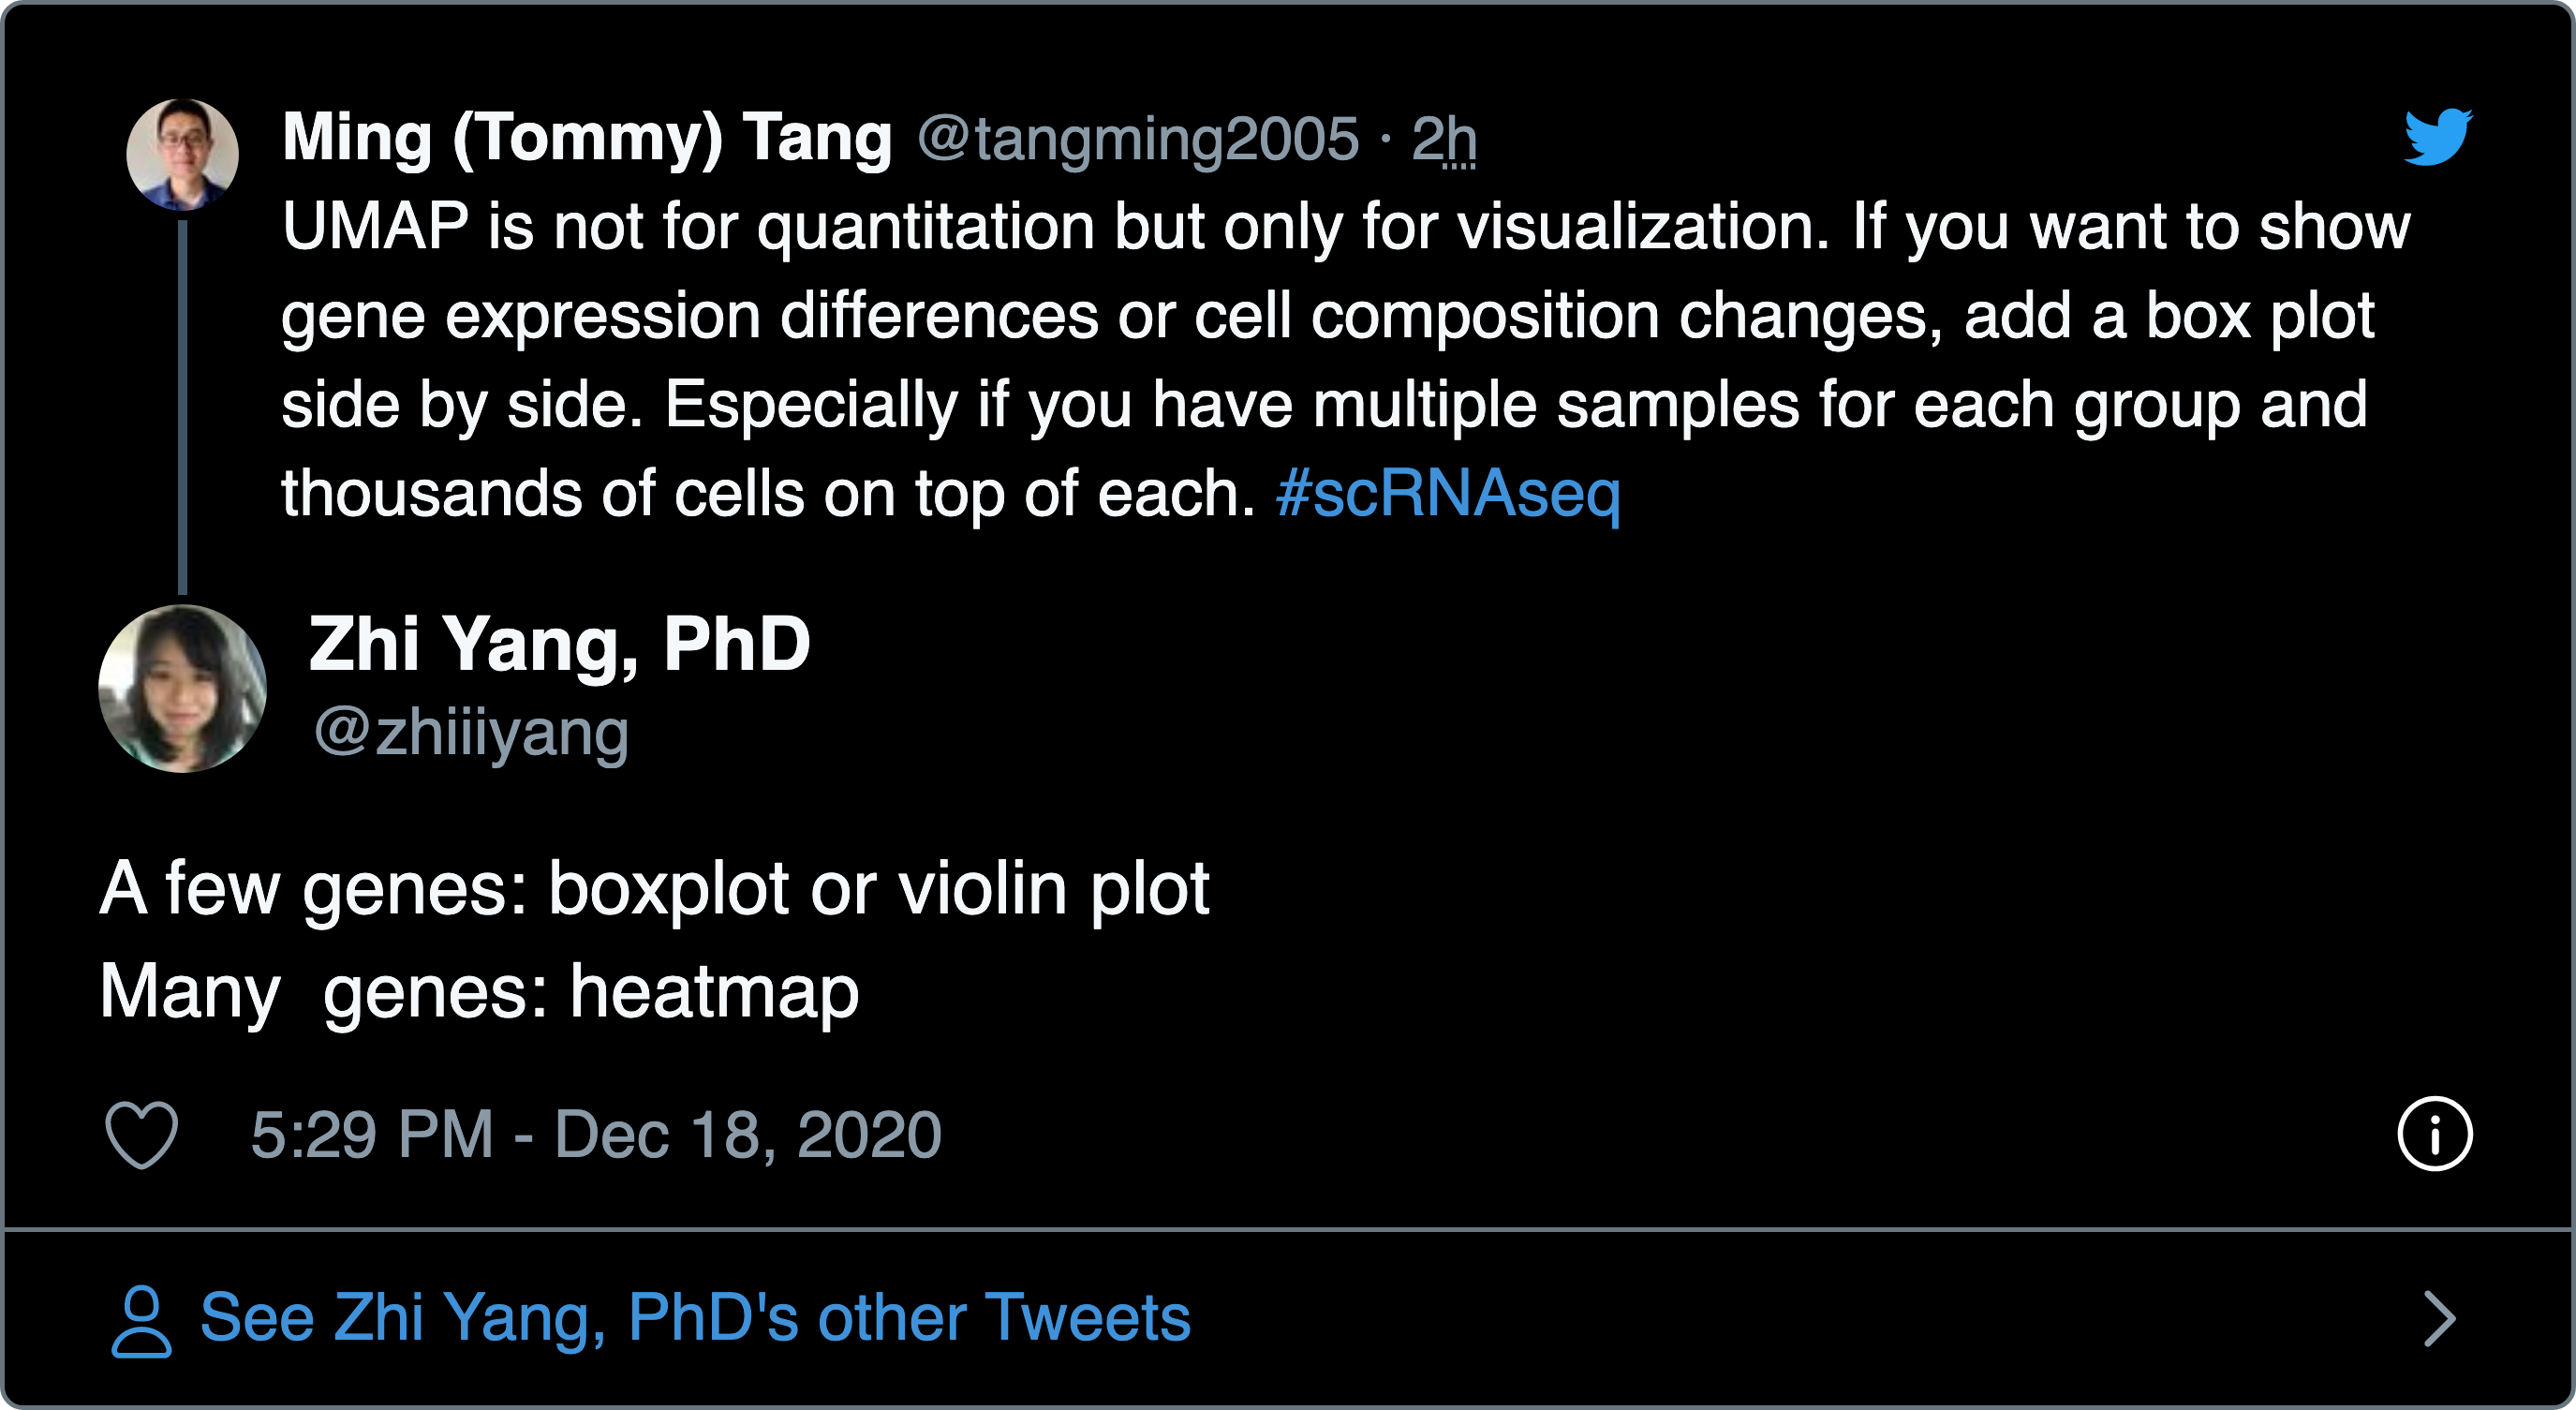 Ming (Tommy) Tang @tangming2005 · 2h
UMAP is not for quantitation but only for visualization. If you want to show
gene expression differences or cell composition changes, add a box plot
side by side. Especially if you have multiple samples for each group and
thousands of cells on top of each. #scRNAseq
Zhi Yang, PhD
@zhiiiyang
A few genes: boxplot or violin plot
Many  genes: heatmap
5:29 PM - Dec 18, 2020
See Zhi Yang, PhD's other Tweets